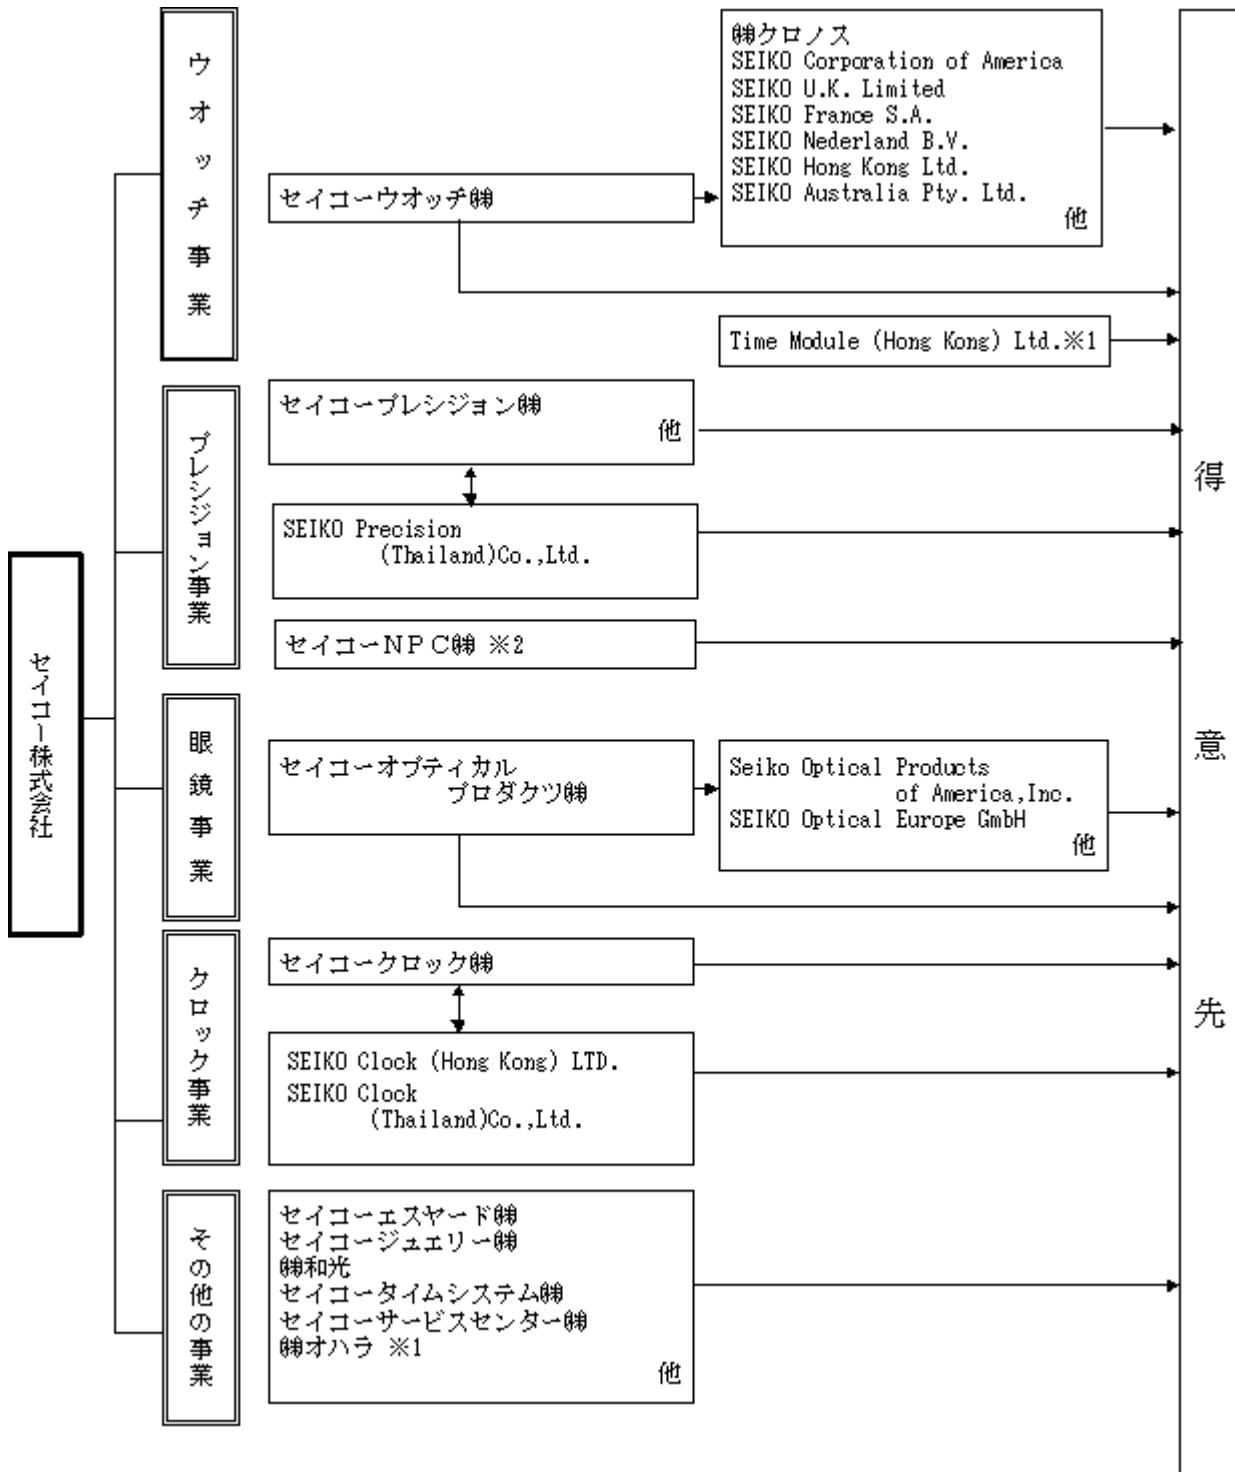 セイコー株式会社
ウオッチ事業
セイコーウオッチ㈱
㈱クロノス
SEIKO Corporation of America
SEIKO U.K. Limited
SEIKO France S.A.
SEIKO Nederland B.V.
SEIKO Hong Kong Ltd.
SEIKO Australia Pty. Ltd.
他
Time Module (Hong Kong) Ltd.※1
プレシジョン事業
セイコープレシジョン㈱
他
SEIKO Precision
(Thailand)Co.,Ltd.
セイコーNPC㈱ ※2
眼鏡事業
セイコーオプティカル
プロダクツ㈱
Seiko Optical Products
of America,Inc.
SEIKO Optical Europe GmbH
他
クロック事業
セイコークロック㈱
SEIKO Clock (Hong Kong) LTD.
SEIKO Clock
(Thailand)Co.,Ltd.
その他の事業
セイコーエスヤード㈱
セイコージュエリー㈱
㈱和光
セイコータイムシステム㈱
セイコーサービスセンター㈱
㈱オハラ ※1
他
得意先